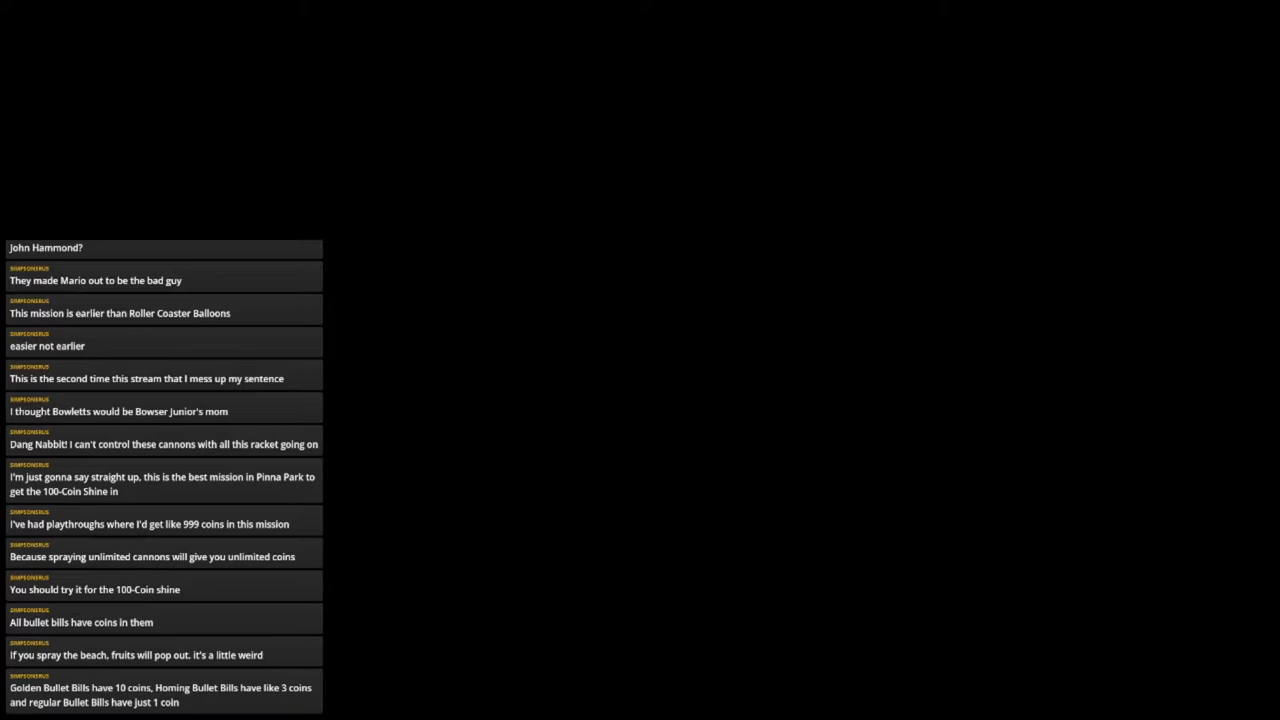 John Hammond?
SIMPSONSRUS
They made Mario out to be the bad guy
SIMPSONSRUS
This mission is earlier than Roller Coaster Balloons
SIMPSONSRUS
easier not earlier
SIMPSONSRUS
This is the second time this stream that I mess up my sentence
SIMPSONSRUS
I thought Bowletts would be Bowser Junior's mom
SIMPSONSRUS
Dang Nabbit! I can't control these cannons with all this racket going on
SIMPSONSRUS
I'm just gonna say straight up, this is the best mission in Pinna Park to
get the 100-Coin Shine in
SIMPSONSRUS
I've had playthroughs where I'd get like 999 coins in this mission
SIMPSONSRUS
Because spraying unlimited cannons will give you unlimited coins
SIMPSONSRUS
You should try it for the 100-Coin shine
SIMPSONSRUS
All bullet bills have coins in them
SIMPSONSRUS
If you spray the beach, fruits will pop out. it's a little weird
SIMPSONSRUS
Golden Bullet Bills have 10 coins, Homing Bullet Bills have like 3 coins
and regular Bullet Bills have just 1 coin